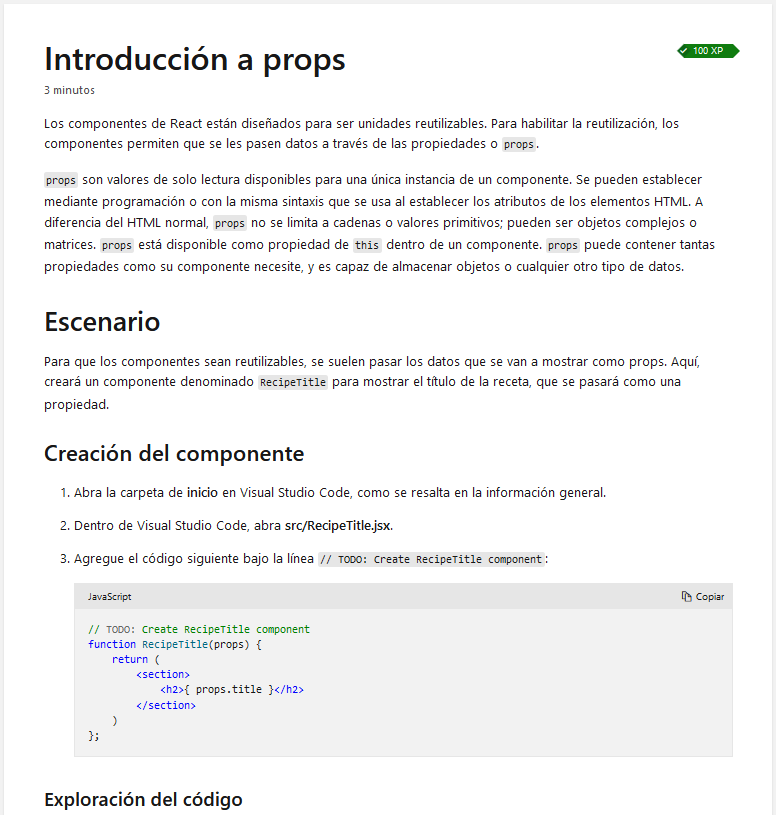 Introducción a props
100 XP
3 minutos
Los componentes de React están diseñados para ser unidades reutilizables. Para habilitar la reutilización, los
componentes permiten que se les pasen datos a través de las propiedades o props.
props son valores de solo lectura disponibles para una única instancia de un componente. Se pueden establecer
mediante programación o con la misma sintaxis que se usa al establecer los atributos de los elementos HTML. A
diferencia del HTML normal, props no se limita a cadenas o valores primitivos; pueden ser objetos complejos o
matrices. props está disponible como propiedad de this dentro de un componente. props puede contener tantas
propiedades como su componente necesite, y es capaz de almacenar objetos o cualquier otro tipo de datos.
Escenario
Para que los componentes sean reutilizables, se suelen pasar los datos que se van a mostrar como props. Aquí,
creará un componente denominado RecipeTitle para mostrar el título de la receta, que se pasará como una
propiedad.
Creación del componente
1. Abra la carpeta de inicio en Visual Studio Code, como se resalta en la información general.
2. Dentro de Visual Studio Code, abra src/RecipeTitle.jsx.
3. Agregue el código siguiente bajo la línea // TODO: Create RecipeTitle component:
JavaScript
Copiar
// TODO: Create RecipeTitle component
function RecipeTitle(props) {
    return (
        <section>
            <h2>{ props.title }</h2>
        </section>
    )
};
Exploración del código